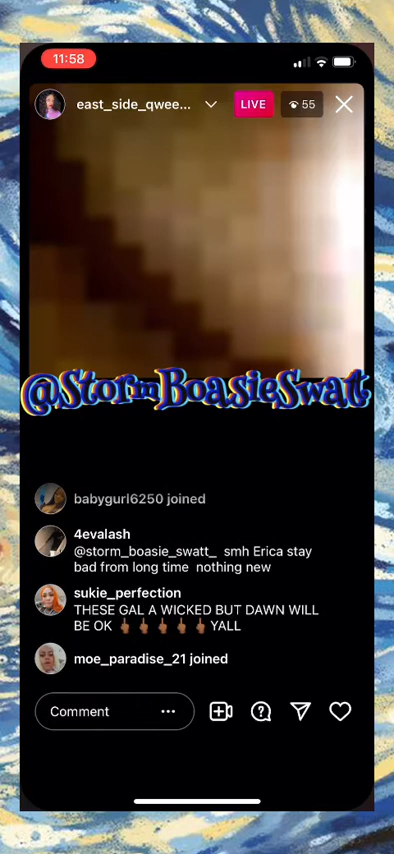 11:58
east_side_qwee...
LIVE
55
@StormBoasieSwatt
babygurl6250 joined
4evalash
@storm_boasie_swatt_ smh Erica stay
bad from long time nothing new
sukie_perfection
THESE GAL A WICKED BUT DAWN WILL
BE OK 🖕🏾🖕🏾🖕🏾🖕🏾🖕🏾 YALL
moe_paradise_21 joined
Comment